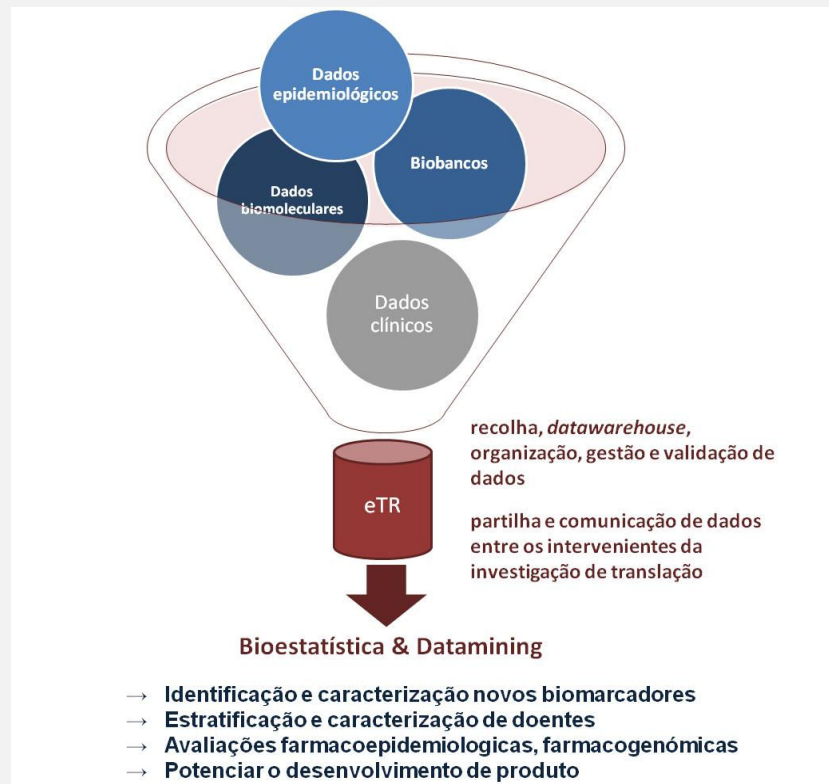 Dados
epidemiológicos
Biobancos
Dados
biomoleculares
Dados
clínicos
recolha, datawarehouse,
organização, gestão e validação de
dados
eTR
partilha e comunicação de dados
entre os intervenientes da
investigação de translação
Bioestatística & Datamining
→ Identificação e caracterização novos biomarcadores
→ Estratificação e caracterização de doentes
→ Avaliações farmacoepidemiologicas, farmacogenómicas
→ Potenciar o desenvolvimento de produto